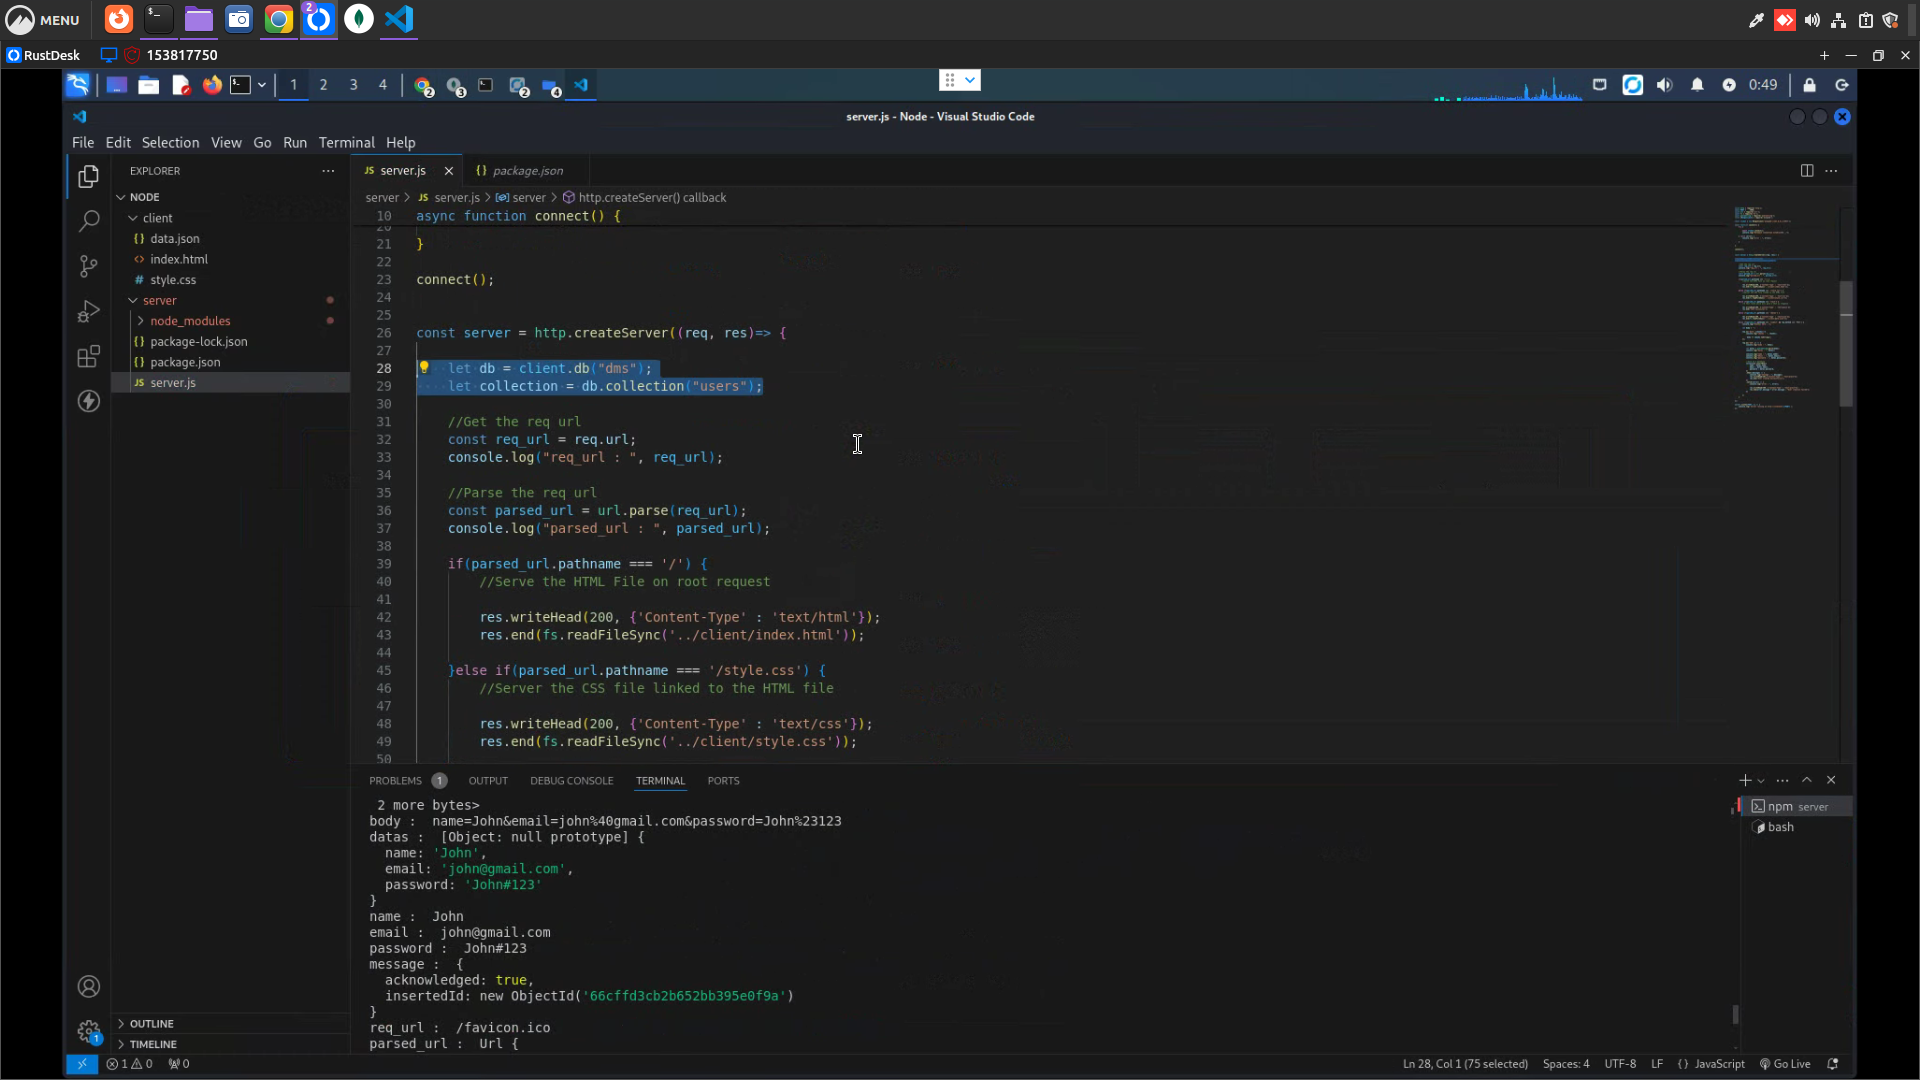 MENU
2
RustDesk
153817750
1
2
3
4
2
3
2
4
0:49
server.js - Node - Visual Studio Code
File Edit Selection View Go Run Terminal Help
EXPLORER
NODE
client
data.json
index.html
style.css
server
node_modules
package-lock.json
package.json
server.js
OUTLINE
TIMELINE
JS server.js
{} package.json
server > JS server.js > server > http.createServer() callback
10 async function connect() {
20
21 }
22
23 connect();
24
25
26 const server = http.createServer((req, res)=> {
27
28 let db = client.db("dms");
29 let collection = db.collection("users");
30
31 //Get the req url
32 const req_url = req.url;
33 console.log("req_url : ", req_url);
34
35 //Parse the req url
36 const parsed_url = url.parse(req_url);
37 console.log("parsed_url : ", parsed_url);
38
39 if(parsed_url.pathname === '/') {
40 //Serve the HTML File on root request
41
42 res.writeHead(200, {'Content-Type' : 'text/html'});
43 res.end(fs.readFileSync('../client/index.html'));
44
45 }else if(parsed_url.pathname === '/style.css') {
46 //Server the CSS file linked to the HTML file
47
48 res.writeHead(200, {'Content-Type' : 'text/css'});
49 res.end(fs.readFileSync('../client/style.css'));
50
PROBLEMS 1 OUTPUT DEBUG CONSOLE TERMINAL PORTS
2 more bytes>
body :  name=John&email=john%40gmail.com&password=John%23123
datas :  [Object: null prototype] {
name: 'John',
email: 'john@gmail.com',
password: 'John#123'
}
name :  John
email :  john@gmail.com
password :  John#123
message :  {
acknowledged: true,
insertedId: new ObjectId('66cffd3cb2b652bb395e0f9a')
}
req_url :  /favicon.ico
parsed_url :  Url {
npm server
bash
1
1 0 0
Ln 28, Col 1 (75 selected) Spaces: 4 UTF-8 LF {} JavaScript Go Live